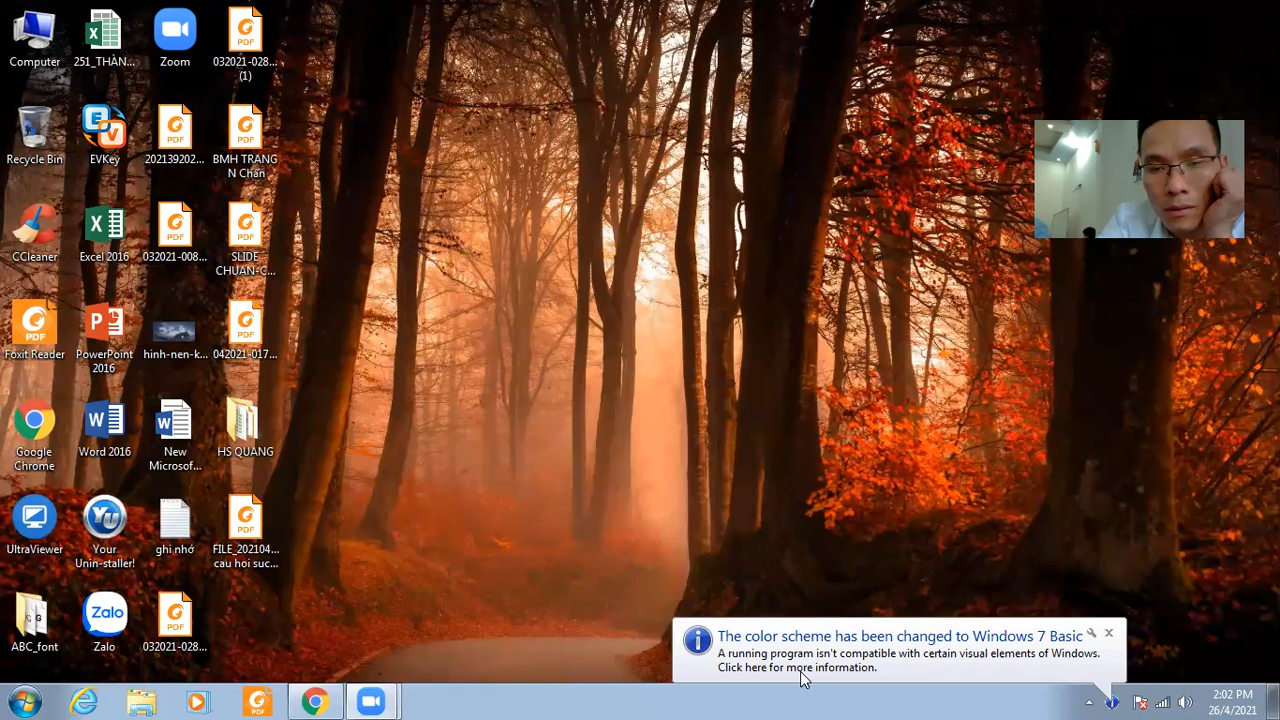 Computer
251_THÀN...
Zoom
032021-028...
(1)
Recycle Bin
EVKey
202139202...
BMH TRANG
N Chấn
CCleaner
Excel 2016
032021-008...
SLIDE
CHUAN-C...
Foxit Reader
PowerPoint
2016
hinh-nen-k...
042021-017...
Google
Chrome
Word 2016
New
Microsof...
HS QUANG
UltraViewer
Your
Unin-staller!
ghi nhớ
FILE_202104...
cau hoi suc...
ABC_font
Zalo
032021-028...
The color scheme has been changed to Windows 7 Basic
A running program isn't compatible with certain visual elements of Windows.
Click here for more information.
2:02 PM
26/4/2021